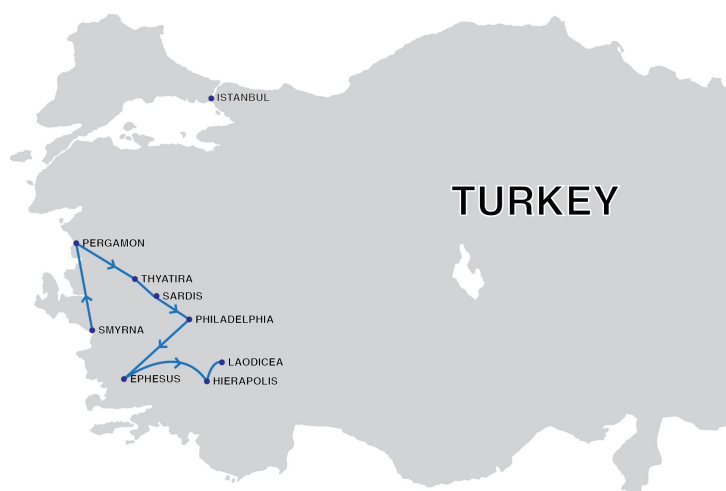 ISTANBUL
TURKEY
PERGAMON
THYATIRA
SARDIS
PHILADELPHIA
SMYRNA
LAODICEA
EPHESUS
HIERAPOLIS